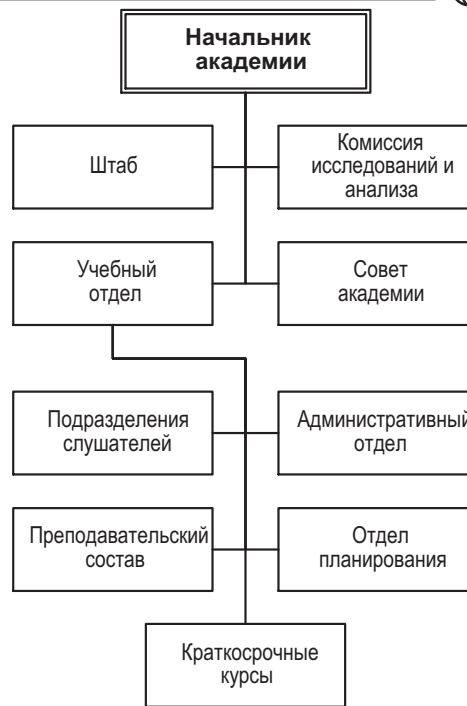 Начальник
академии
Штаб
Комиссия
исследований и
анализа
Учебный
отдел
Совет
академии
Подразделения
слушателей
Административный
отдел
Преподавательский
состав
Отдел
планирования
Краткосрочные
курсы